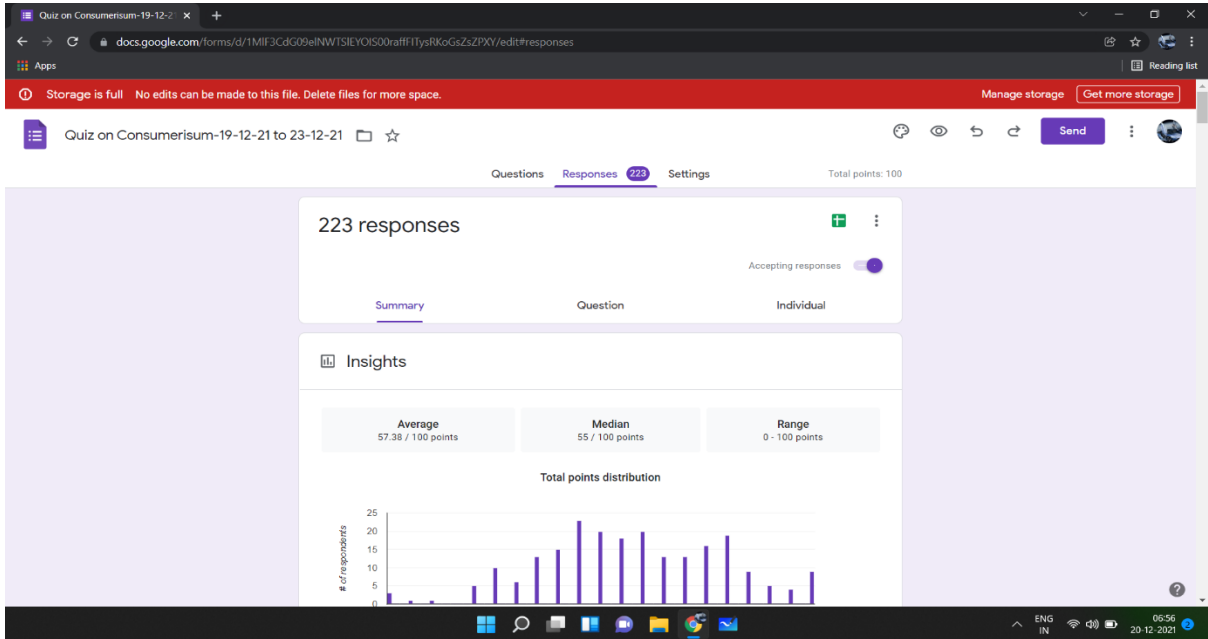 Quiz on Consumerisum-19-12-2
docs.google.com/forms/d/1MlF3CdG09elNWTSlEYOlS00raffFITysRKoGsZsZPXY/edit#responses
Apps
Reading list
Storage is full No edits can be made to this file. Delete files for more space.
Manage storage Get more storage
Quiz on Consumerisum-19-12-21 to 23-12-21
Send
Questions Responses 223 Settings
Total points: 100
223 responses
Accepting responses
Summary Question Individual
Insights
Average Median Range
57.38 / 100 points 55 / 100 points 0 - 100 points
Total points distribution
# of respondents
25
20
15
10
5
0
ENG 06:56
IN 20-12-2021 2